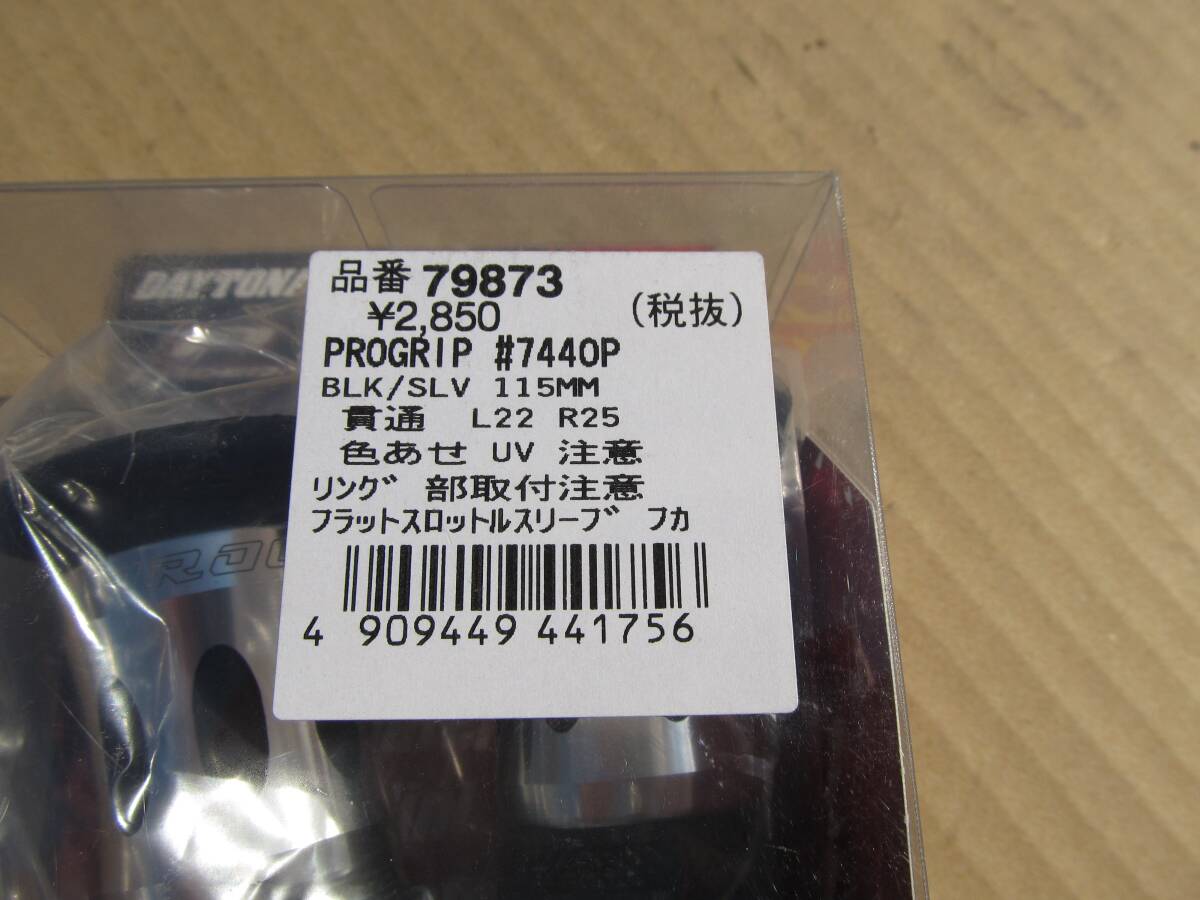 DAYTONA
品番 79873
¥2,850 (税抜)
PROGRIP #7440P
BLK/SLV 115MM
貫通 L22 R25
色あせ UV 注意
リング゛ 部取付注意
フラットスロットルスリーブ゛ フカ
4 909449 441756